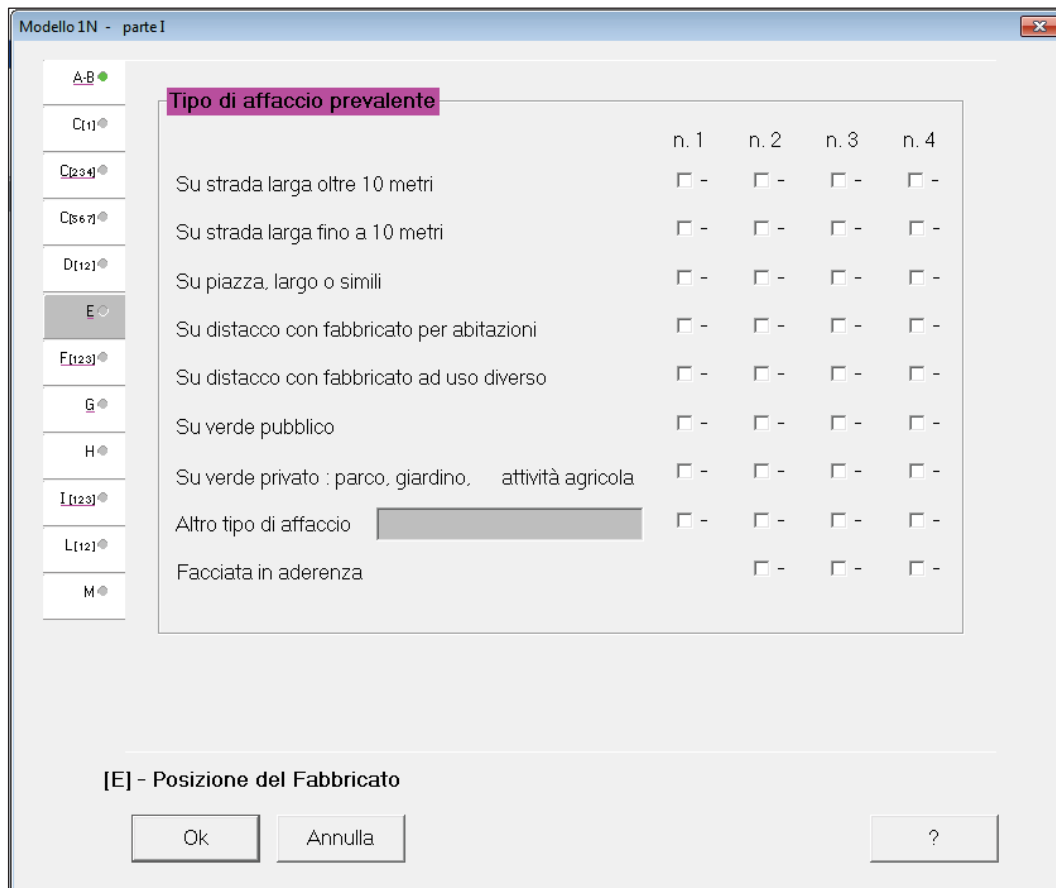 Modello 1N - parte I
A-B
C[1]
C[234]
C[567]
D[12]
E
F[123]
G
H
I[123]
L[12]
M
Tipo di affaccio prevalente
n. 1 n. 2 n. 3 n. 4
Su strada larga oltre 10 metri - - - -
Su strada larga fino a 10 metri - - - -
Su piazza, largo o simili - - - -
Su distacco con fabbricato per abitazioni - - - -
Su distacco con fabbricato ad uso diverso - - - -
Su verde pubblico - - - -
Su verde privato : parco, giardino, attività agricola - - - -
Altro tipo di affaccio - - - -
Facciata in aderenza - - -
[E] - Posizione del Fabbricato
Ok Annulla ?